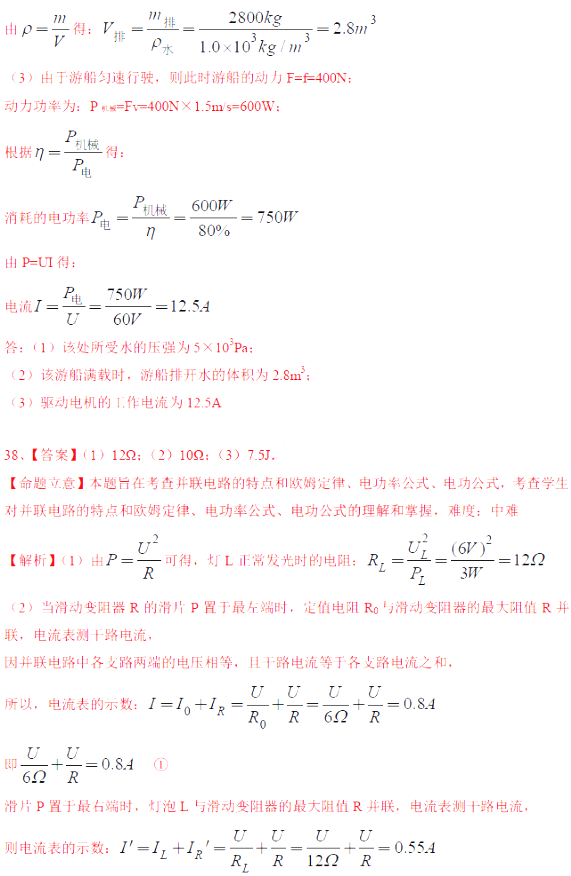 由 ρ = m/V 得：V排 = m排/ρ水 = 2800kg/(1.0×10³kg/m³) = 2.8m³
（3）由于游船匀速行驶，则此时游船的动力 F=f=400N；
动力功率为：P 机械=Fv=400N×1.5m/s=600W；
根据 η = P机械/P电 得：
消耗的电功率 P电 = P机械/η = 600W/80% = 750W
由 P=UI 得：
电流 I = P电/U = 750W/60V = 12.5A
答：（1）该处所受水的压强为 5×10³Pa；
（2）该游船满载时，游船排开水的体积为 2.8m³；
（3）驱动电机的工作电流为 12.5A
38、【答案】（1）12Ω；（2）10Ω；（3）7.5J．
【命题立意】本题旨在考查并联电路的特点和欧姆定律、电功率公式、电功公式，考查学生
对并联电路的特点和欧姆定律、电功率公式、电功公式的理解和掌握，难度；中难
【解析】（1）由 P = U²/R 可得，灯 L 正常发光时的电阻：R_L = U_L²/P_L = (6V)²/3W = 12Ω
（2）当滑动变阻器 R 的滑片 P 置于最左端时，定值电阻 R₀ 与滑动变阻器的最大阻值 R 并
联，电流表测干路电流，
因并联电路中各支路两端的电压相等，且干路电流等于各支路电流之和，
所以，电流表的示数：I = I₀ + I_R = U/R₀ + U/R = U/6Ω + U/R = 0.8A
即 U/6Ω + U/R = 0.8A ①
滑片 P 置于最右端时，灯泡 L 与滑动变阻器的最大阻值 R 并联，电流表测干路电流，
则电流表的示数：I′ = I_L + I_R′ = U/R_L + U/R = U/12Ω + U/R = 0.55A